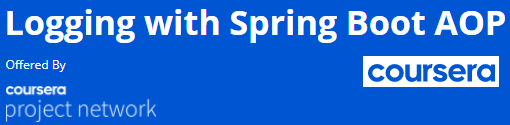 Logging with Spring Boot AOP
Offered By
coursera
coursera
project network